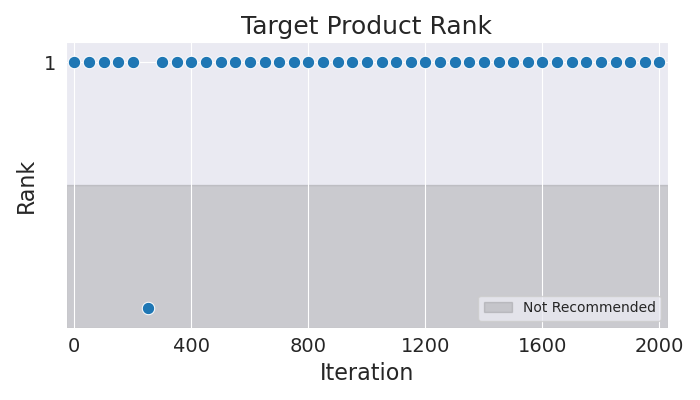 Target Product Rank
1
Rank
Not Recommended
0 400 800 1200 1600 2000
Iteration